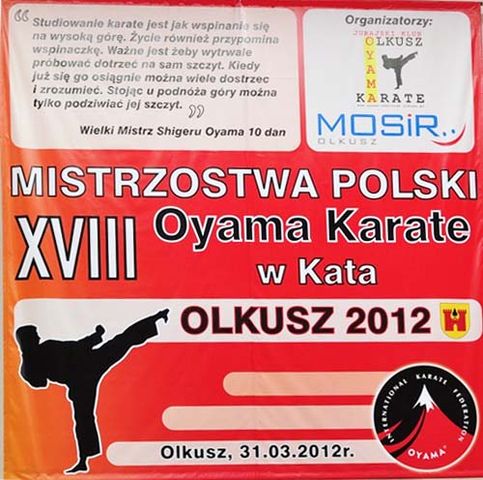 “
Studiowanie karate jest jak wspinanie się
na wysoką górę. Życie również przypomina
wspinaczkę. Ważne jest żeby wytrwale
próbować dotrzeć na sam szczyt. Kiedy
już się go osiągnie można wiele dostrzec
i zrozumieć. Stojąc u podnóża góry można
tylko podziwiać jej szczyt. ”
Wielki Mistrz Shigeru Oyama 10 dan
Organizatorzy:
JURAJSKI KLUB
OLKUSZ
OYAMA
KARATE
MOSiR
OLKUSZ
MISTRZOSTWA POLSKI
XVIII Oyama Karate
w Kata
OLKUSZ 2012
INTERNATIONAL KARATE FEDERATION
OYAMA®
Olkusz, 31.03.2012r.